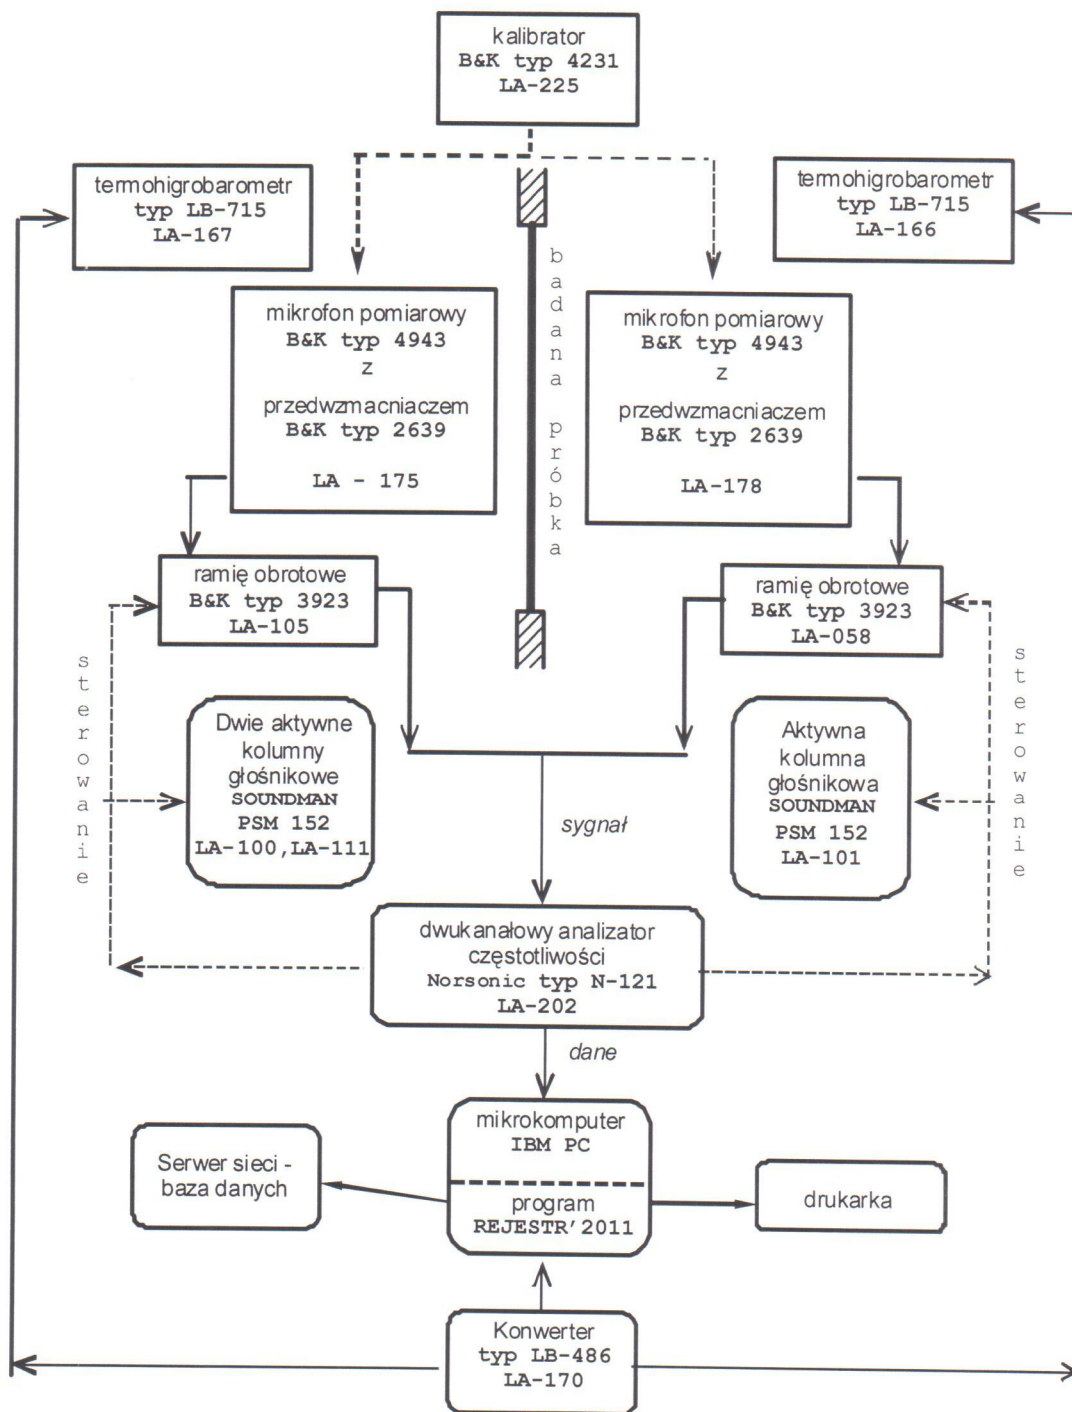 kalibrator
B&K typ 4231
LA-225
termohigrobarometr
typ LB-715
LA-167
termohigrobarometr
typ LB-715
LA-166
mikrofon pomiarowy
B&K typ 4943
z
przedwzmacniaczem
B&K typ 2639
LA - 175
badana próbka
mikrofon pomiarowy
B&K typ 4943
z
przedwzmacniaczem
B&K typ 2639
LA-178
ramię obrotowe
B&K typ 3923
LA-105
ramię obrotowe
B&K typ 3923
LA-058
sterowanie
Dwie aktywne
kolumny
głośnikowe
SOUNDMAN
PSM 152
LA-100,LA-111
Aktywna
kolumna
głośnikowa
SOUNDMAN
PSM 152
LA-101
sterowanie
sygnał
dwukanałowy analizator
częstotliwości
Norsonic typ N-121
LA-202
dane
mikrokomputer
IBM PC
program
REJESTR'2011
Serwer sieci -
baza danych
drukarka
Konwerter
typ LB-486
LA-170